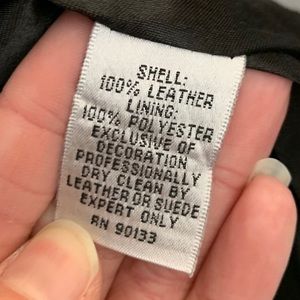 SHELL:
100% LEATHER
LINING:
100% POLYESTER
EXCLUSIVE OF
DECORATION
PROFESSIONALLY
DRY CLEAN BY
LEATHER OR SUEDE
EXPERT ONLY
RN 90133